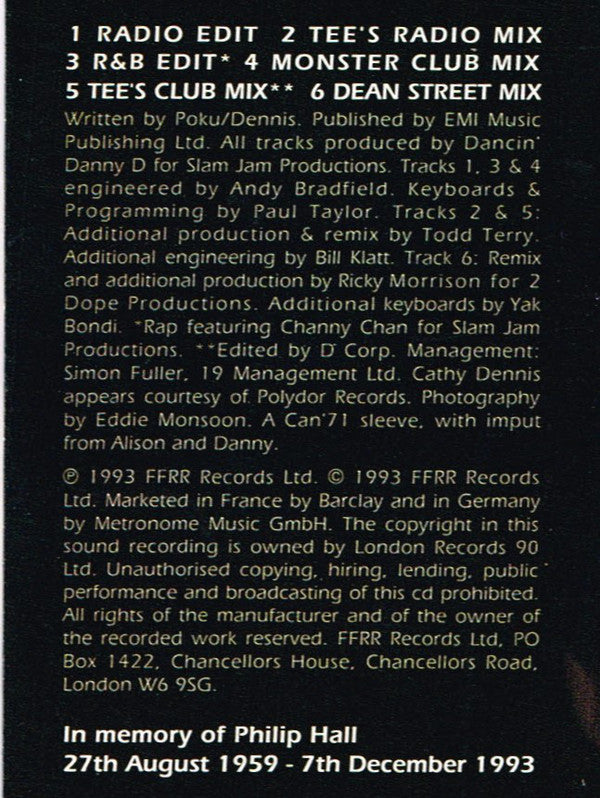 1 RADIO EDIT 2 TEE'S RADIO MIX
3 R&B EDIT* 4 MONSTER CLUB MIX
5 TEE'S CLUB MIX** 6 DEAN STREET MIX
Written by Poku/Dennis. Published by EMI Music
Publishing Ltd. All tracks produced by Dancin'
Danny D for Slam Jam Productions. Tracks 1, 3 & 4
engineered by Andy Bradfield. Keyboards &
Programming by Paul Taylor. Tracks 2 & 5:
Additional production & remix by Todd Terry.
Additional engineering by Bill Klatt. Track 6: Remix
and additional production by Ricky Morrison for 2
Dope Productions. Additional keyboards by Yak
Bondi. *Rap featuring Channy Chan for Slam Jam
Productions. **Edited by D' Corp. Management:
Simon Fuller, 19 Management Ltd. Cathy Dennis
appears courtesy of Polydor Records. Photography
by Eddie Monsoon. A Can'71 sleeve, with imput
from Alison and Danny.
℗ 1993 FFRR Records Ltd. © 1993 FFRR Records
Ltd. Marketed in France by Barclay and in Germany
by Metronome Music GmbH. The copyright in this
sound recording is owned by London Records 90
Ltd. Unauthorised copying, hiring, lending, public
performance and broadcasting of this cd prohibited.
All rights of the manufacturer and of the owner of
the recorded work reserved. FFRR Records Ltd, PO
Box 1422, Chancellors House, Chancellors Road,
London W6 9SG.
In memory of Philip Hall
27th August 1959 - 7th December 1993